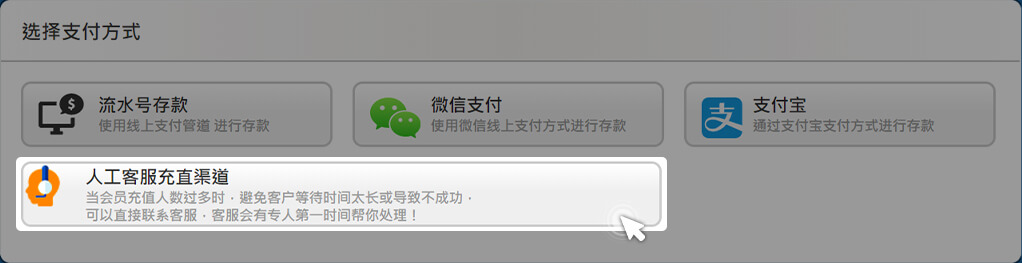 选择支付方式
流水号存款
使用线上支付管道 进行存款
微信支付
使用微信线上支付方式进行存款
支付宝
通过支付宝支付方式进行存款
人工客服充直渠道
当会员充值人数过多时，避免客户等待时间太长或导致不成功，
可以直接联系客服，客服会有专人第一时间帮你处理！